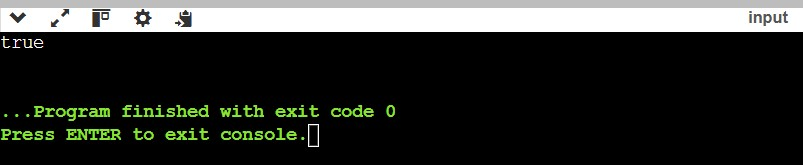 input
true
...Program finished with exit code 0
Press ENTER to exit console.